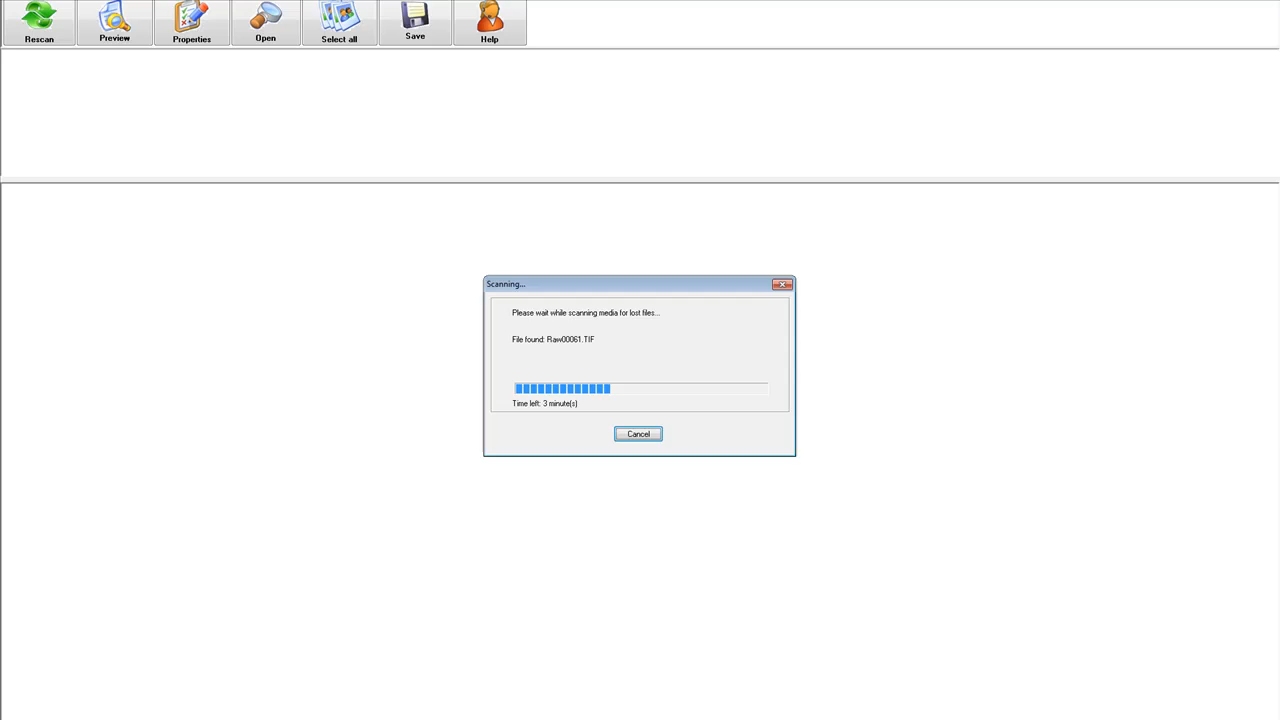 Rescan
Preview
Properties
Open
Select all
Save
Help
Scanning...
Please wait while scanning media for lost files...
File found: Raw00061.TIF
Time left: 3 minute(s)
Cancel